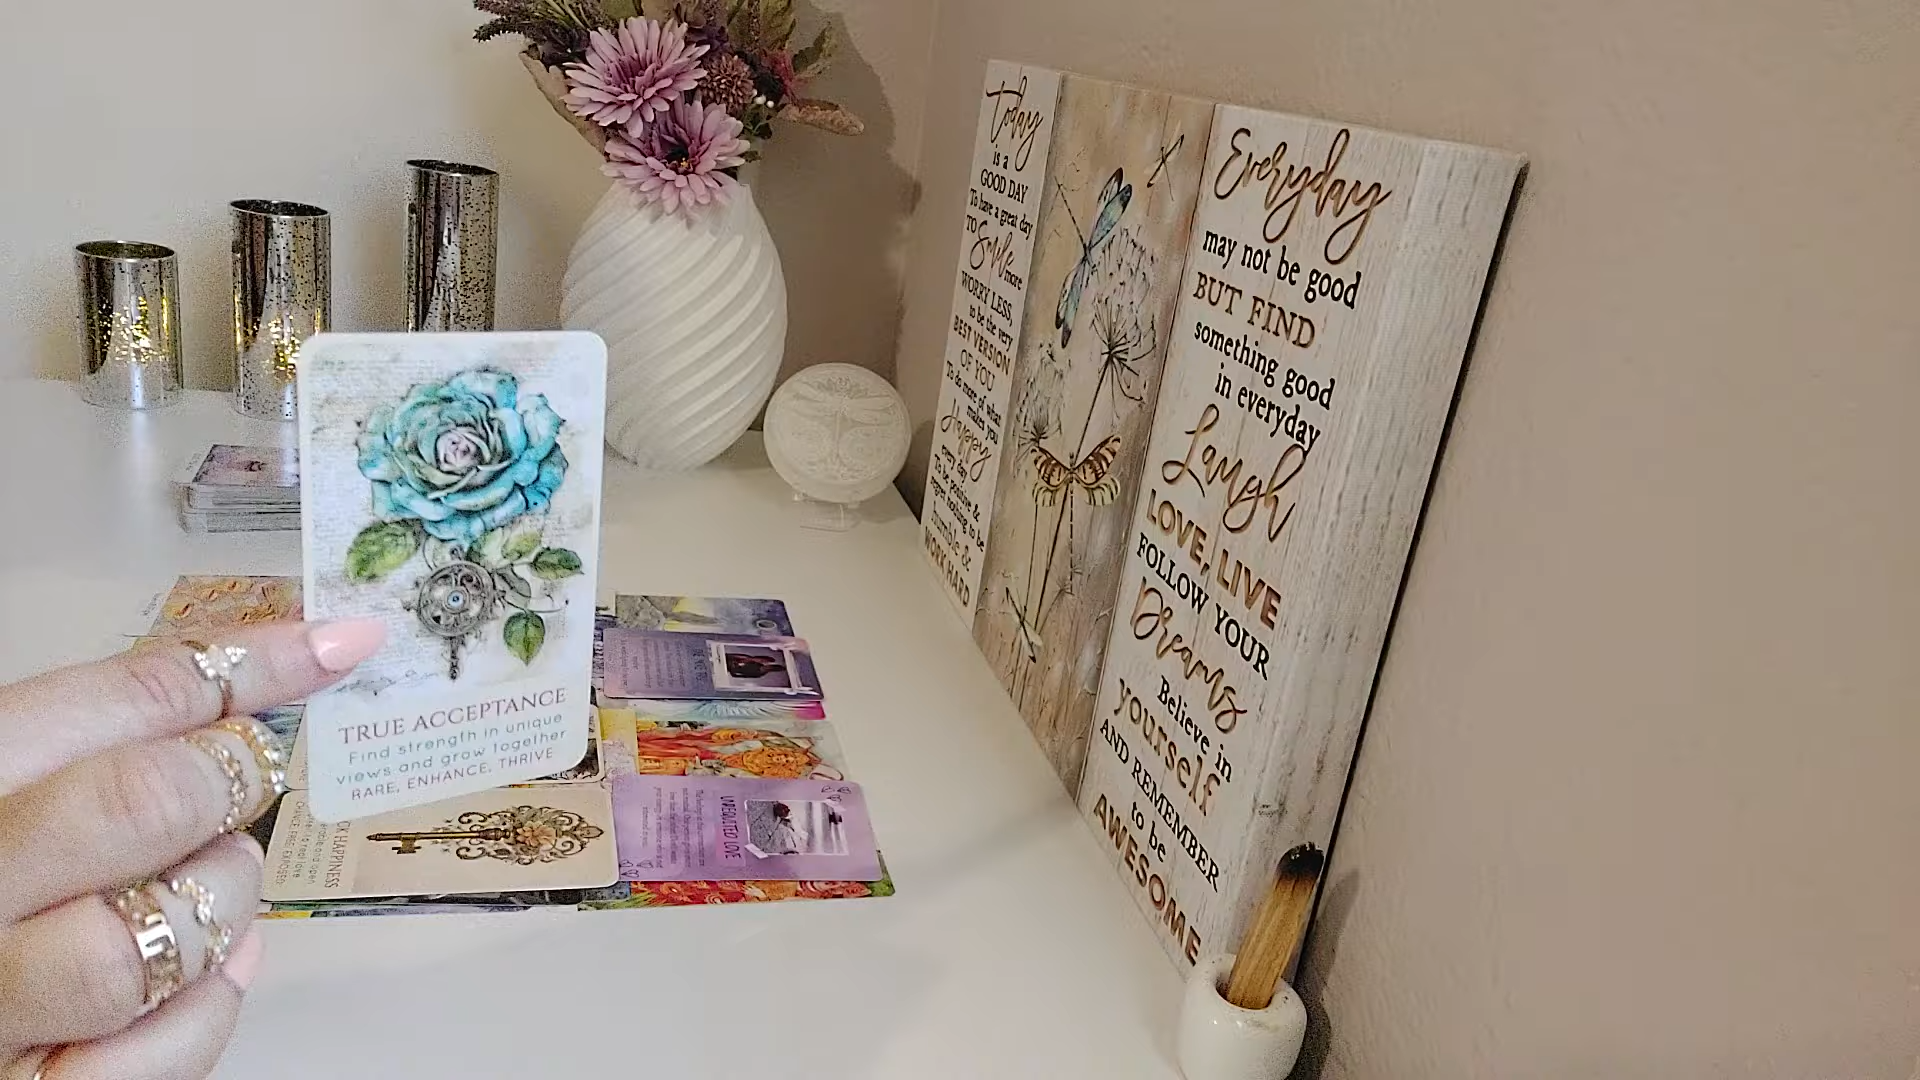 TRUE ACCEPTANCE
Find strength in unique
views and grow together
RARE, ENHANCE, THRIVE
Today
is a
GOOD DAY
To have a great day
TO Smile more
WORRY LESS,
to be the very
BEST VERSION
OF YOU
To do more of what
makes you
Happy
every day
To be positive &
regret nothing to be
humble &
WORK HARD
Everyday
may not be good
BUT FIND
something good
in everyday
Laugh
LOVE, LIVE
FOLLOW YOUR
Dreams
Believe in
yourself
AND REMEMBER
to be
AWESOME
HAPPINESS
UNREQUITED LOVE